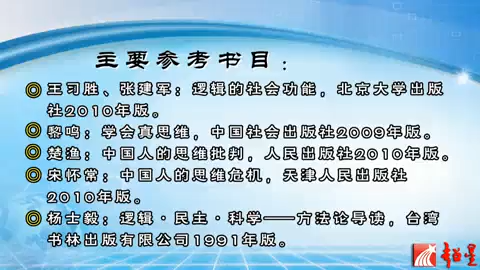 主要参考书目：
王习胜、张建军：逻辑的社会功能，北京大学出版
社2010年版。
黎鸣：学会真思维，中国社会出版社2009年版。
楚渔：中国人的思维批判，人民出版社2010年版。
宋怀常：中国人的思维危机，天津人民出版社
2010年版。
杨士毅：逻辑·民主·科学——方法论导读，台湾
书林出版有限公司1991年版。